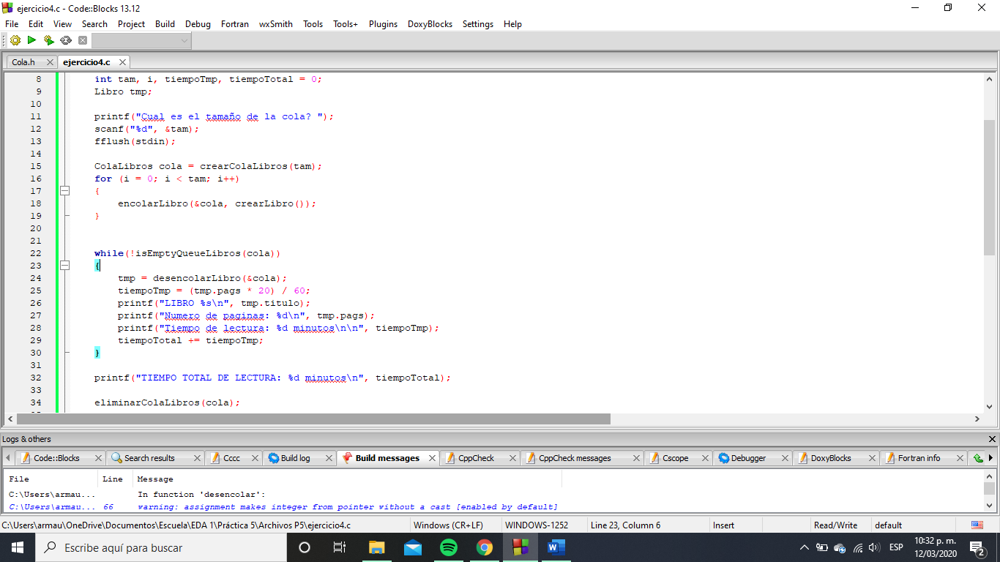 ejercicio4.c - Code::Blocks 13.12
File Edit View Search Project Build Debug Fortran wxSmith Tools Tools+ Plugins DoxyBlocks Settings Help
Cola.h ejercicio4.c
8 int tam, i, tiempoTmp, tiempoTotal = 0;
9 Libro tmp;
10
11 printf("Cual es el tamaño de la cola? ");
12 scanf("%d", &tam);
13 fflush(stdin);
14
15 ColaLibros cola = crearColaLibros(tam);
16 for (i = 0; i < tam; i++)
17 {
18 encolarLibro(&cola, crearLibro());
19 }
20
21
22 while(!isEmptyQueueLibros(cola))
23 {
24 tmp = desencolarLibro(&cola);
25 tiempoTmp = (tmp.pags * 20) / 60;
26 printf("LIBRO %s\n", tmp.titulo);
27 printf("Numero de paginas: %d\n", tmp.pags);
28 printf("Tiempo de lectura: %d minutos\n\n", tiempoTmp);
29 tiempoTotal += tiempoTmp;
30 }
31
32 printf("TIEMPO TOTAL DE LECTURA: %d minutos\n", tiempoTotal);
33
34 eliminarColaLibros(cola);
Logs & others
Code::Blocks Search results Cccc Build log Build messages CppCheck CppCheck messages Cscope Debugger DoxyBlocks Fortran info
File Line Message
C:\Users\armau... In function 'desencolar':
C:\Users\armau... 66 warning: assignment makes integer from pointer without a cast [enabled by default]
C:\Users\armau\OneDrive\Documentos\Escuela\EDA 1\Práctica 5\Archivos P5\ejercicio4.c Windows (CR+LF) WINDOWS-1252 Line 23, Column 6 Insert Read/Write default
Escribe aquí para buscar
ESP
10:32 p. m.
12/03/2020
2